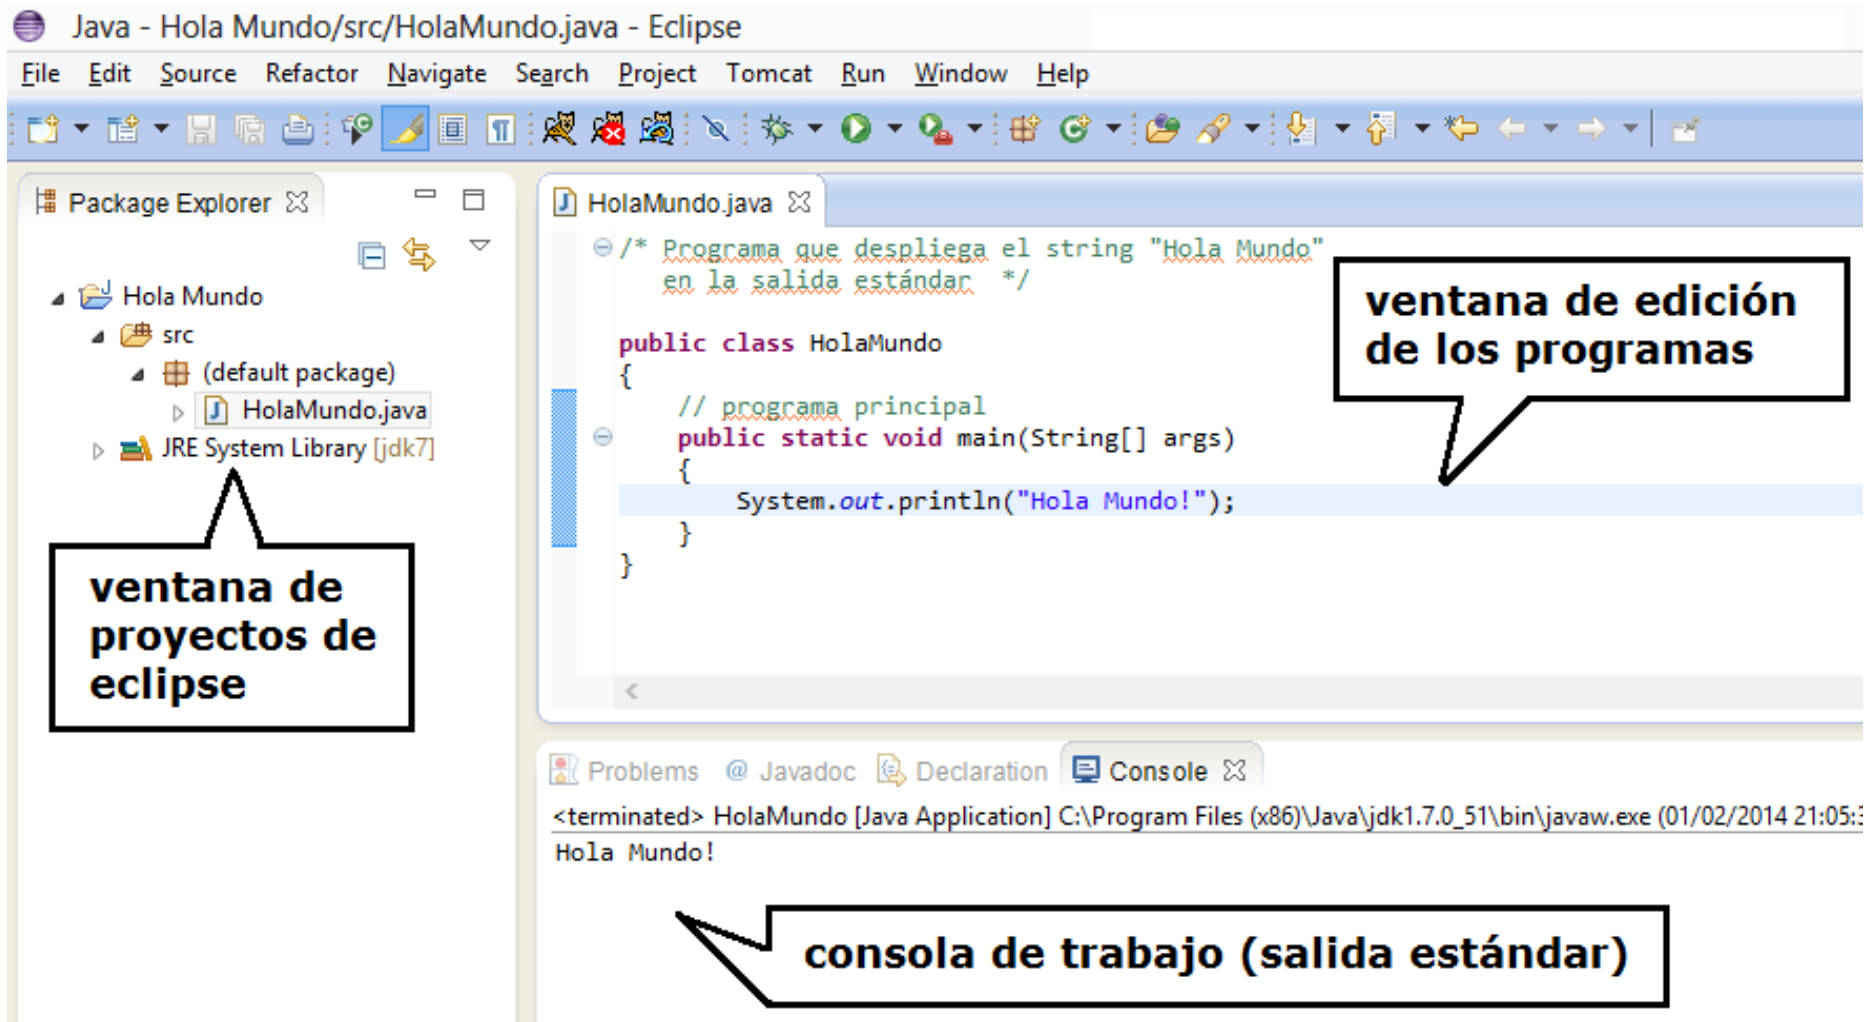 Java - Hola Mundo/src/HolaMundo.java - Eclipse
File Edit Source Refactor Navigate Search Project Tomcat Run Window Help
Package Explorer
Hola Mundo
src
(default package)
HolaMundo.java
JRE System Library [jdk7]
ventana de
proyectos de
eclipse
HolaMundo.java
/* Programa que despliega el string "Hola Mundo"
en la salida estándar */
public class HolaMundo
{
// programa principal
public static void main(String[] args)
{
System.out.println("Hola Mundo!");
}
}
ventana de edición
de los programas
Problems @ Javadoc Declaration Console
<terminated> HolaMundo [Java Application] C:\Program Files (x86)\Java\jdk1.7.0_51\bin\javaw.exe (01/02/2014 21:05:3
Hola Mundo!
consola de trabajo (salida estándar)